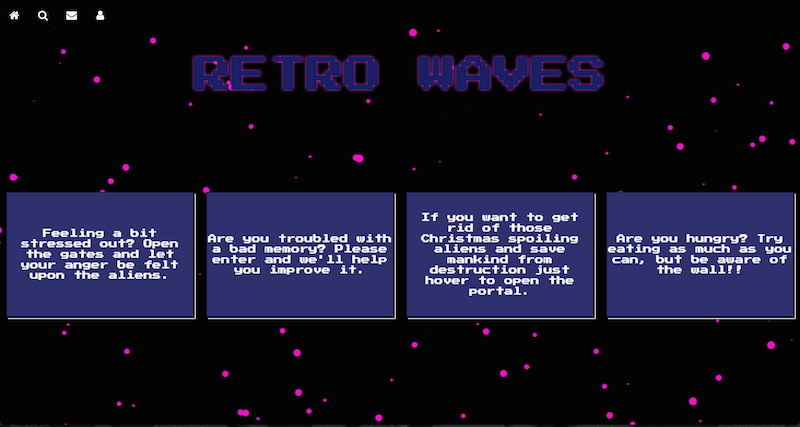 RETRO WAVES
Feeling a bit
stressed out? Open
the gates and let
your anger be felt
upon the aliens.
Are you troubled with
a bad memory? Please
enter and we'll help
you improve it.
If you want to get
rid of those
Christmas spoiling
aliens and save
mankind from
destruction just
hover to open the
portal.
Are you hungry? Try
eating as much as you
can, but be aware of
the wall!!